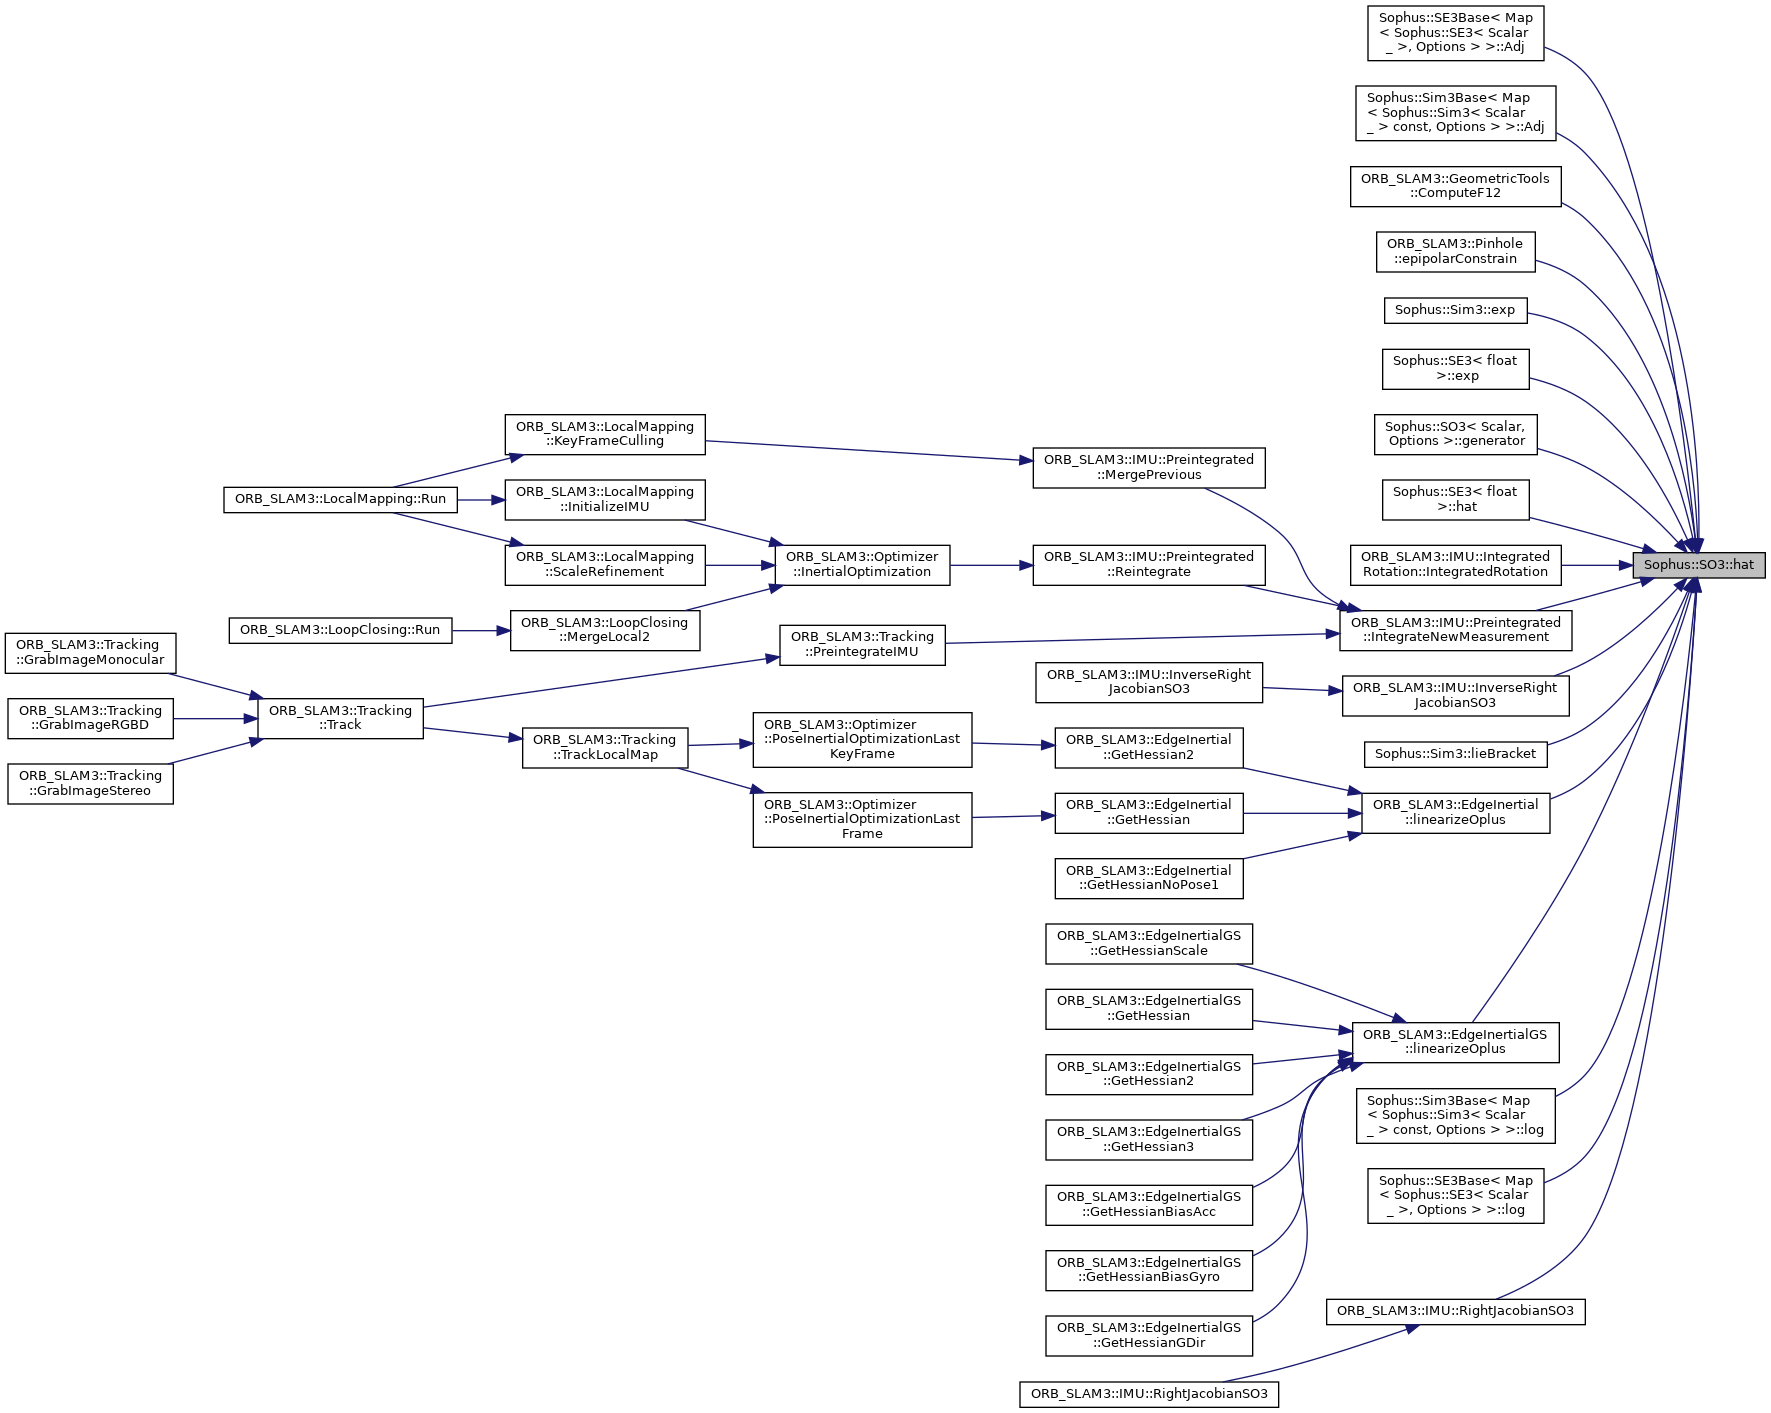 Sophus::SE3Base< Map
< Sophus::SE3< Scalar
_ >, Options > >::Adj
Sophus::Sim3Base< Map
< Sophus::Sim3< Scalar
_ > const, Options > >::Adj
ORB_SLAM3::GeometricTools
::ComputeF12
ORB_SLAM3::Pinhole
::epipolarConstrain
Sophus::Sim3::exp
Sophus::SE3< float
>::exp
Sophus::SO3< Scalar,
Options >::generator
Sophus::SE3< float
>::hat
ORB_SLAM3::IMU::Integrated
Rotation::IntegratedRotation
Sophus::SO3::hat
ORB_SLAM3::IMU::Preintegrated
::IntegrateNewMeasurement
ORB_SLAM3::IMU::InverseRight
JacobianSO3
Sophus::Sim3::lieBracket
ORB_SLAM3::EdgeInertial
::linearizeOplus
ORB_SLAM3::EdgeInertialGS
::linearizeOplus
Sophus::Sim3Base< Map
< Sophus::Sim3< Scalar
_ > const, Options > >::log
Sophus::SE3Base< Map
< Sophus::SE3< Scalar
_ >, Options > >::log
ORB_SLAM3::IMU::RightJacobianSO3
ORB_SLAM3::IMU::Preintegrated
::MergePrevious
ORB_SLAM3::IMU::Preintegrated
::Reintegrate
ORB_SLAM3::IMU::InverseRight
JacobianSO3
ORB_SLAM3::EdgeInertial
::GetHessian2
ORB_SLAM3::EdgeInertial
::GetHessian
ORB_SLAM3::EdgeInertial
::GetHessianNoPose1
ORB_SLAM3::EdgeInertialGS
::GetHessianScale
ORB_SLAM3::EdgeInertialGS
::GetHessian
ORB_SLAM3::EdgeInertialGS
::GetHessian2
ORB_SLAM3::EdgeInertialGS
::GetHessian3
ORB_SLAM3::EdgeInertialGS
::GetHessianBiasAcc
ORB_SLAM3::EdgeInertialGS
::GetHessianBiasGyro
ORB_SLAM3::EdgeInertialGS
::GetHessianGDir
ORB_SLAM3::IMU::RightJacobianSO3
ORB_SLAM3::Optimizer
::InertialOptimization
ORB_SLAM3::Tracking
::PreintegrateIMU
ORB_SLAM3::Optimizer
::PoseInertialOptimizationLast
KeyFrame
ORB_SLAM3::Optimizer
::PoseInertialOptimizationLast
Frame
ORB_SLAM3::LocalMapping
::KeyFrameCulling
ORB_SLAM3::LocalMapping
::InitializeIMU
ORB_SLAM3::LocalMapping
::ScaleRefinement
ORB_SLAM3::LoopClosing
::MergeLocal2
ORB_SLAM3::Tracking
::TrackLocalMap
ORB_SLAM3::LocalMapping::Run
ORB_SLAM3::LoopClosing::Run
ORB_SLAM3::Tracking
::Track
ORB_SLAM3::Tracking
::GrabImageMonocular
ORB_SLAM3::Tracking
::GrabImageRGBD
ORB_SLAM3::Tracking
::GrabImageStereo